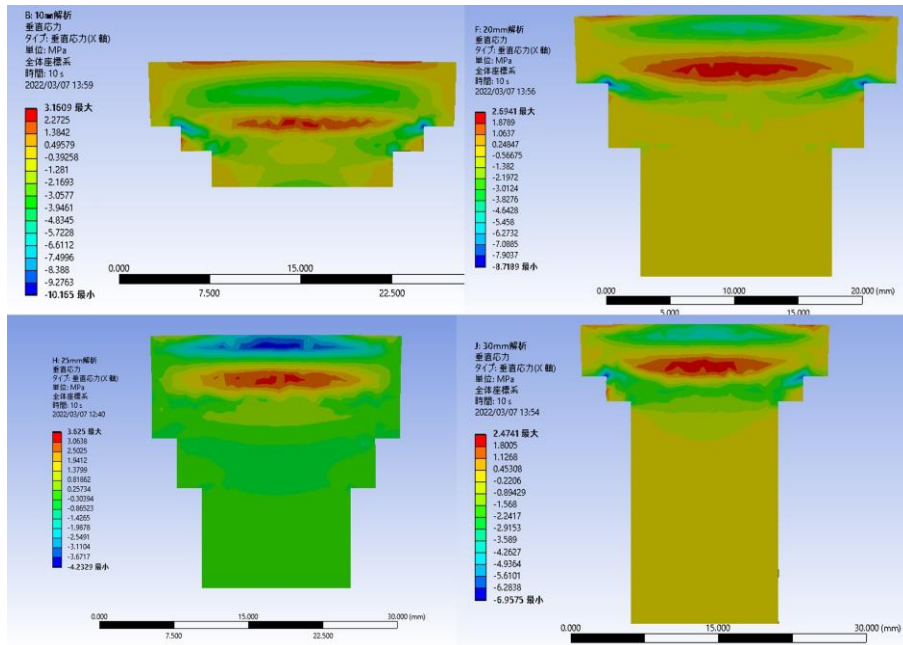 B: 10mm解析
垂直応力
タイプ: 垂直応力(X 軸)
単位: MPa
全体座標系
時間: 10 s
2022/03/07 13:59
3.1609 最大
2.2725
1.3842
0.49579
-0.39258
-1.281
-2.1693
-3.0577
-3.9461
-4.8345
-5.7228
-6.6112
-7.4996
-8.388
-9.2763
-10.165 最小
0.000
15.000
7.500
22.500
F: 20mm解析
垂直応力
タイプ: 垂直応力(X 軸)
単位: MPa
全体座標系
時間: 10 s
2022/03/07 13:56
2.6941 最大
1.8789
1.0637
0.24847
-0.56675
-1.382
-2.1972
-3.0124
-3.8276
-4.6428
-5.458
-6.2732
-7.0885
-7.9037
-8.7189 最小
0.000
10.000
20.000 (mm)
5.000
15.000
H: 25mm解析
垂直応力
タイプ: 垂直応力(X 軸)
単位: MPa
全体座標系
時間: 10 s
2022/03/07 12:40
3.625 最大
3.0638
2.5025
1.9412
1.3799
0.81862
0.25734
-0.30394
-0.86523
-1.4265
-1.9878
-2.5491
-3.1104
-3.6717
-4.2329 最小
0.000
15.000
30.000 (mm)
7.500
22.500
J: 30mm解析
垂直応力
タイプ: 垂直応力(X 軸)
単位: MPa
全体座標系
時間: 10 s
2022/03/07 13:54
2.4741 最大
1.8005
1.1268
0.45308
-0.2206
-0.89429
-1.568
-2.2417
-2.9153
-3.589
-4.2627
-4.9364
-5.6101
-6.2838
-6.9575 最小
0.000
15.000
30.000 (mm)